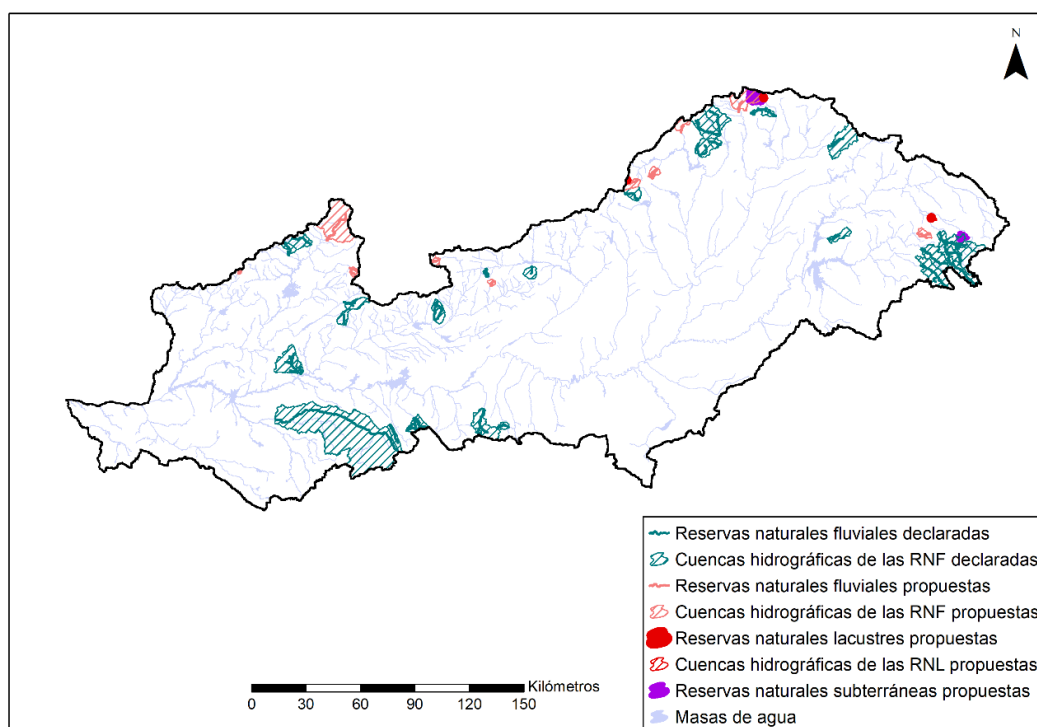 N
Reservas naturales fluviales declaradas
Cuencas hidrográficas de las RNF declaradas
Reservas naturales fluviales propuestas
Cuencas hidrográficas de las RNF propuestas
Reservas naturales lacustres propuestas
Cuencas hidrográficas de las RNL propuestas
Reservas naturales subterráneas propuestas
Masas de agua
Kilómetros
0 30 60 90 120 150